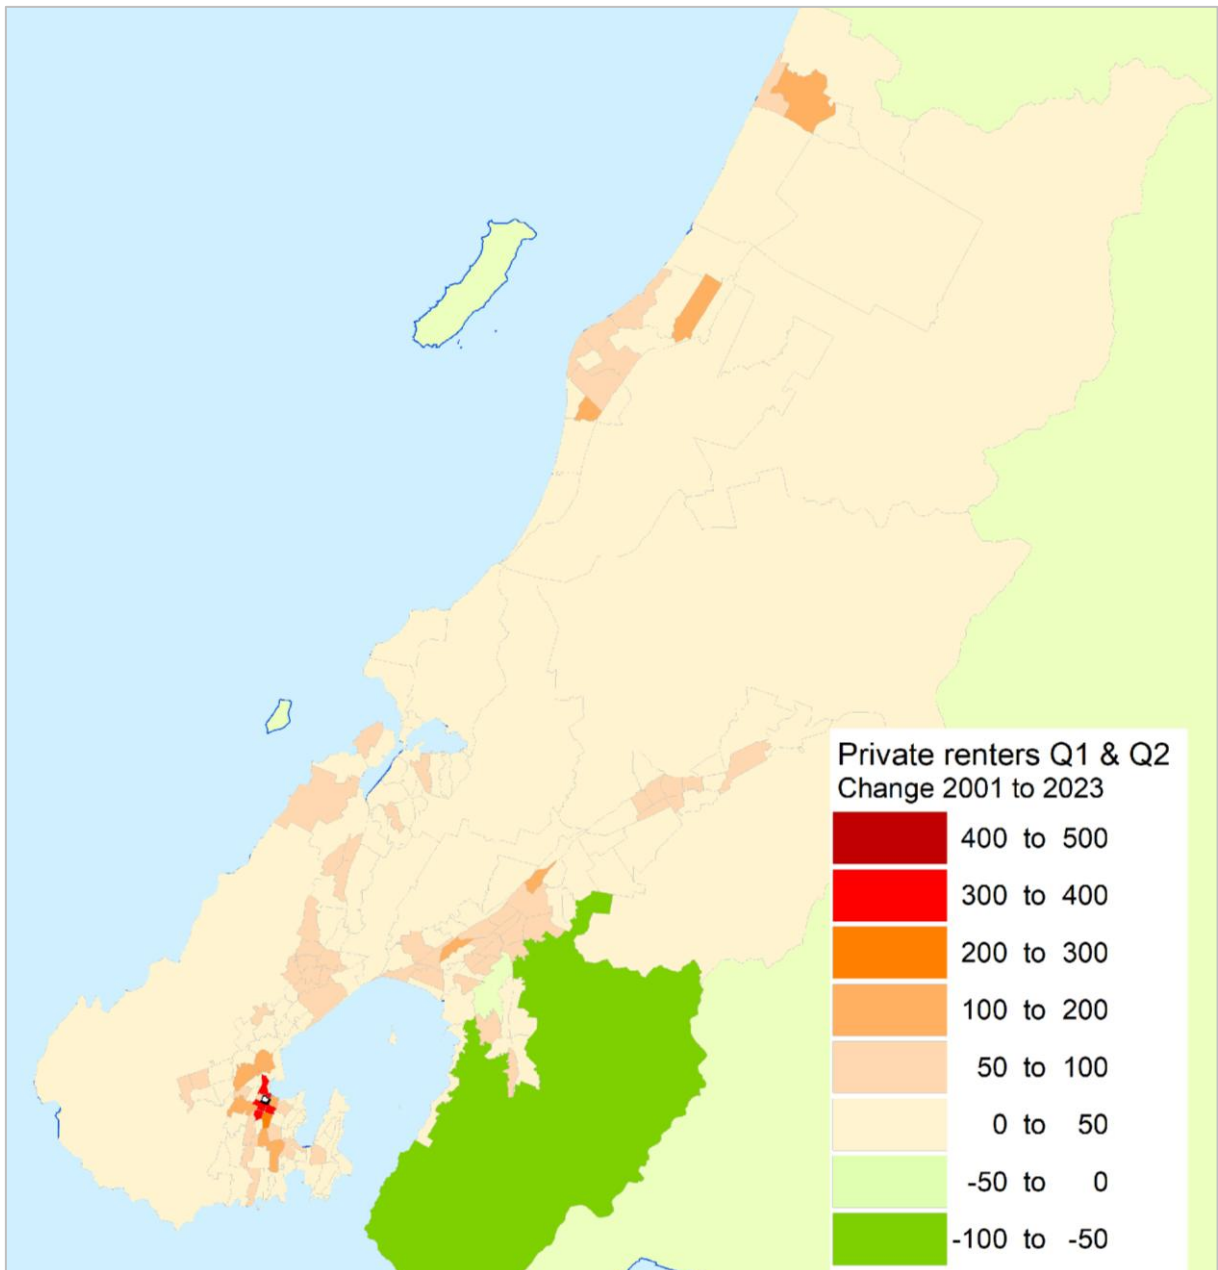 Private renters Q1 & Q2
Change 2001 to 2023
400 to 500
300 to 400
200 to 300
100 to 200
50 to 100
0 to 50
-50 to 0
-100 to -50